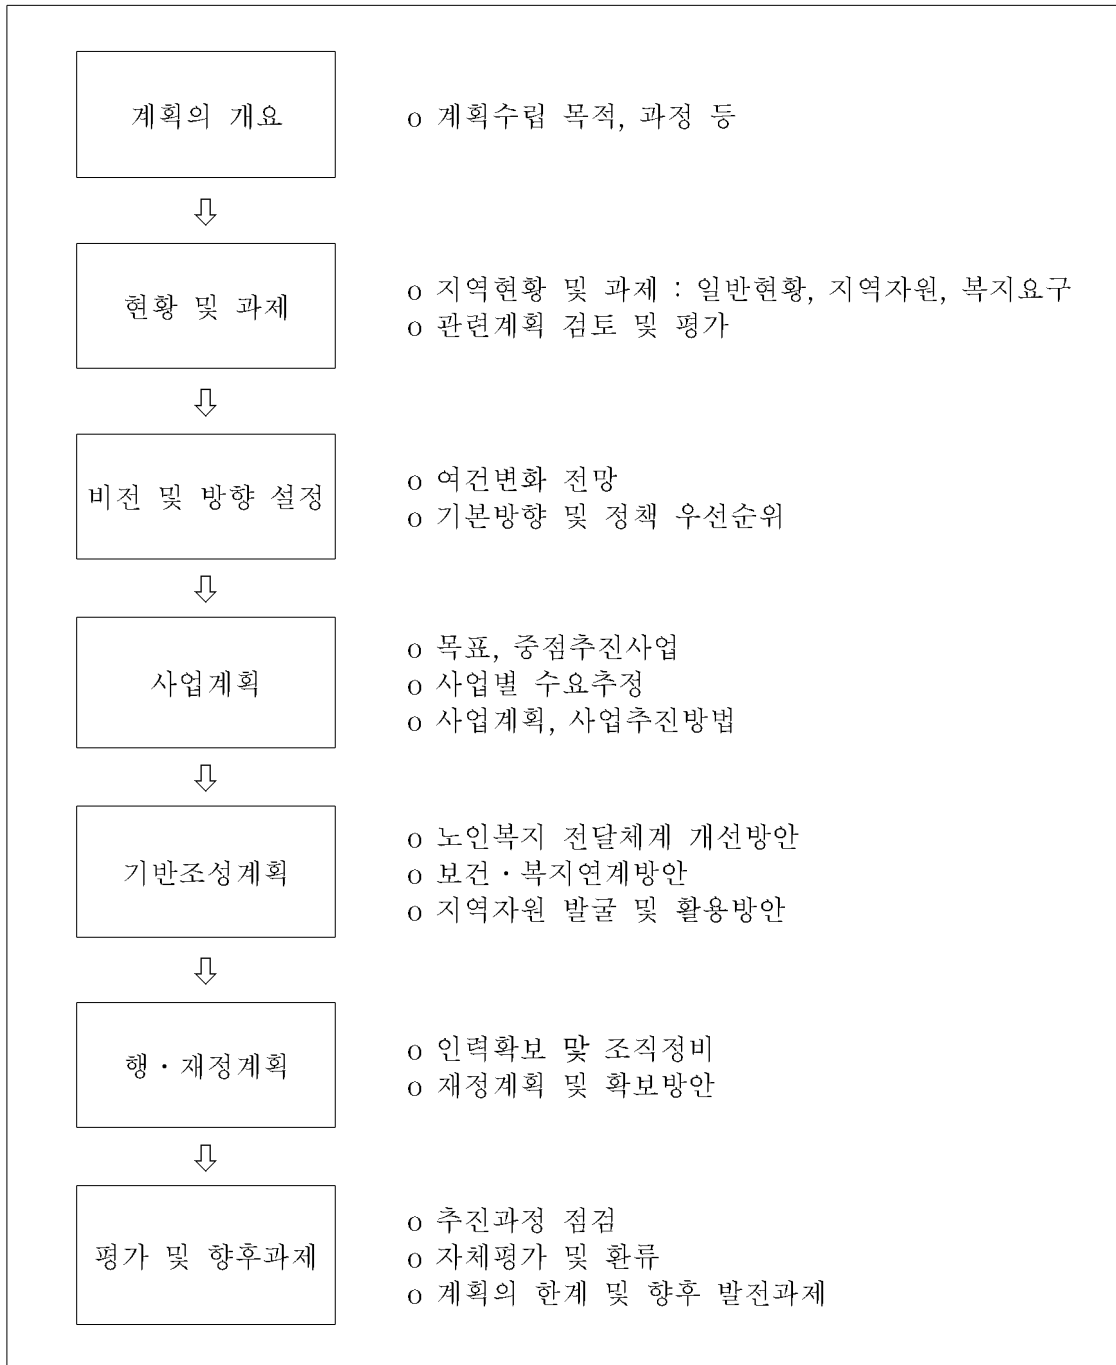 계획의 개요
o 계획수립 목적, 과정 등
⇩
현황 및 과제
o 지역현황 및 과제 : 일반현황, 지역자원, 복지요구
o 관련계획 검토 및 평가
⇩
비전 및 방향 설정
o 여건변화 전망
o 기본방향 및 정책 우선순위
⇩
사업계획
o 목표, 중점추진사업
o 사업별 수요추정
o 사업계획, 사업추진방법
⇩
기반조성계획
o 노인복지 전달체계 개선방안
o 보건・복지연계방안
o 지역자원 발굴 및 활용방안
⇩
행・재정계획
o 인력확보 맟 조직정비
o 재정계획 및 확보방안
⇩
평가 및 향후과제
o 추진과정 점검
o 자체평가 및 환류
o 계획의 한계 및 향후 발전과제